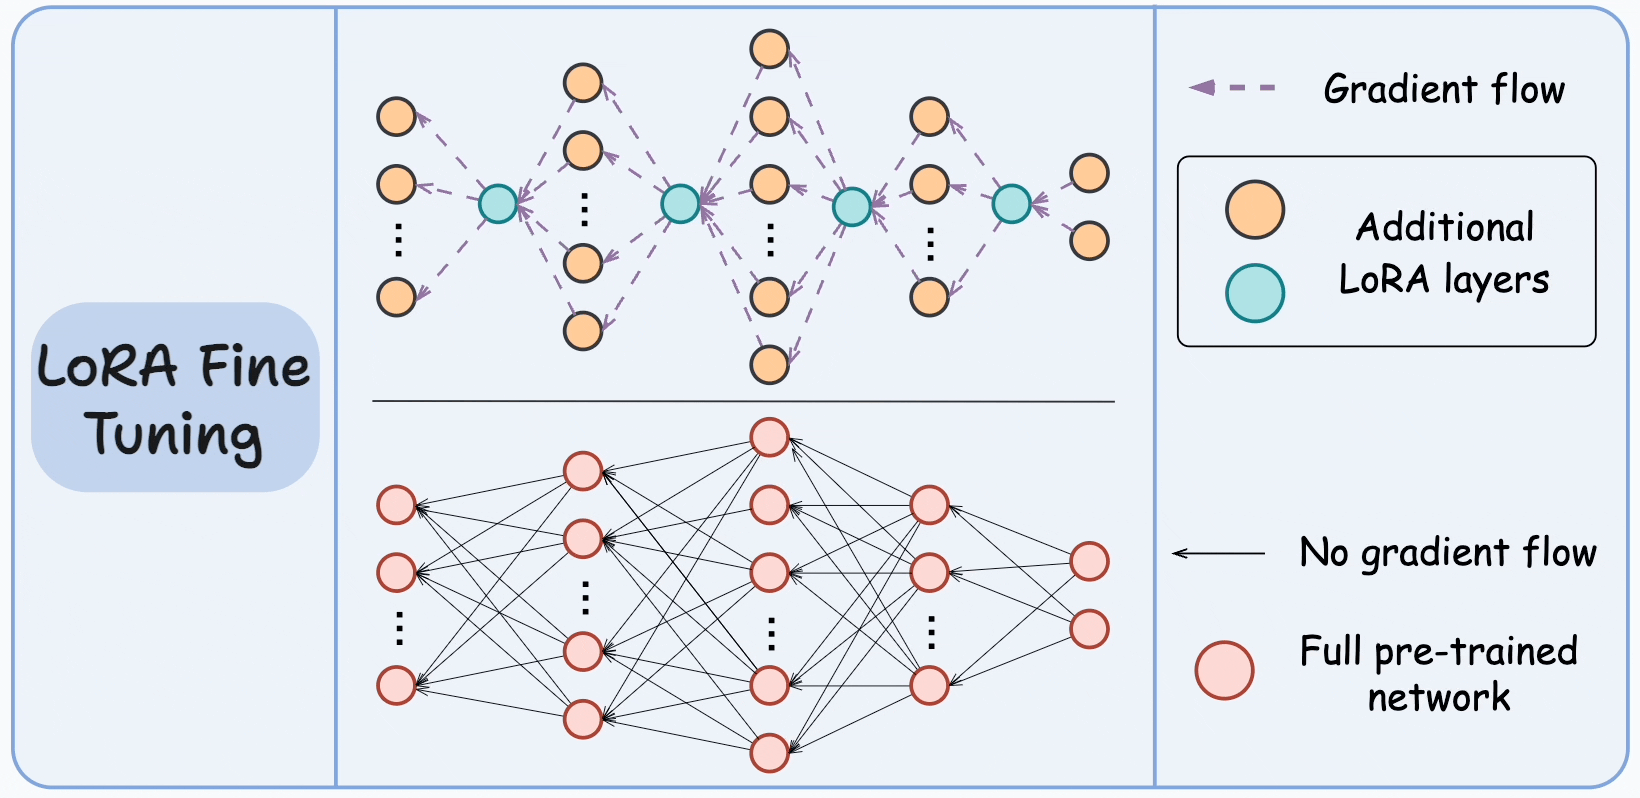 LoRA Fine
Tuning
Gradient flow
Additional
LoRA layers
No gradient flow
Full pre-trained
network